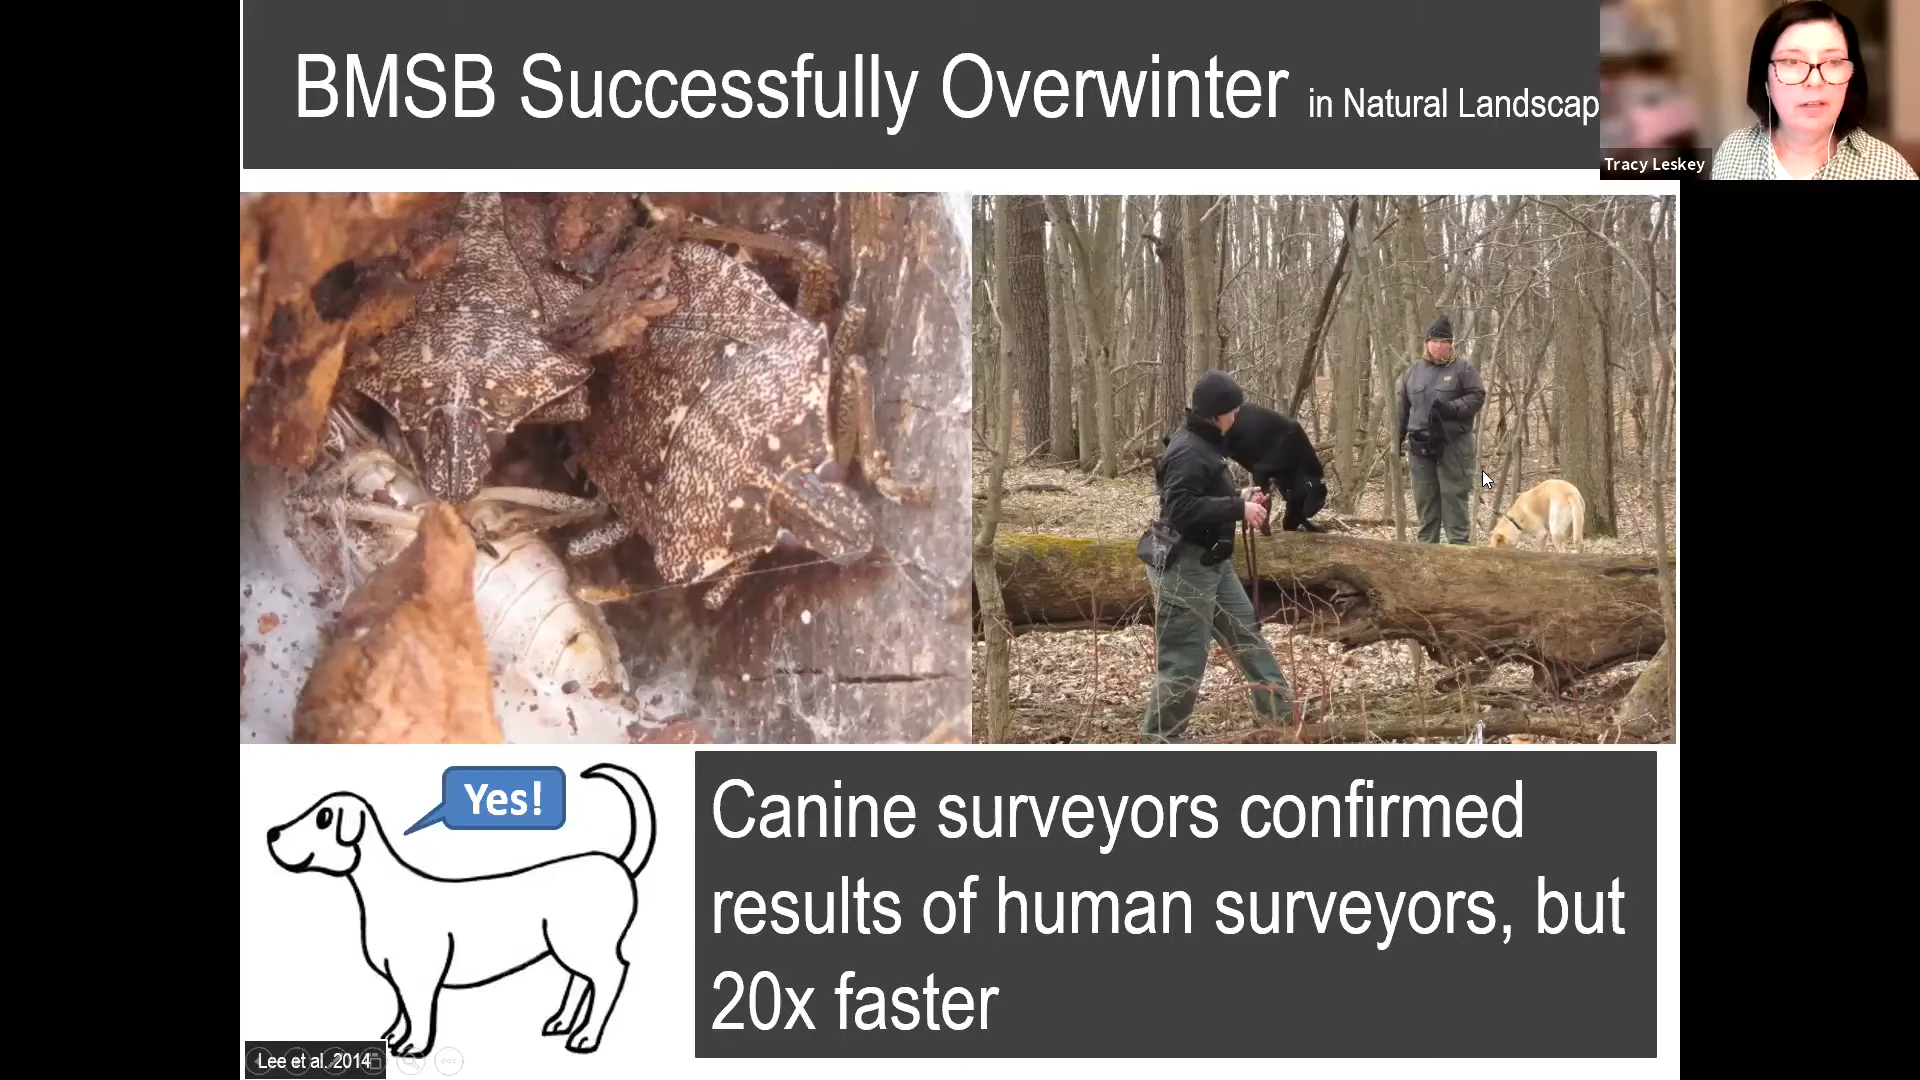 BMSB Successfully Overwinter in Natural Landscap
Tracy Leskey
Yes!
Canine surveyors confirmed
results of human surveyors, but
20x faster
Lee et al. 2014